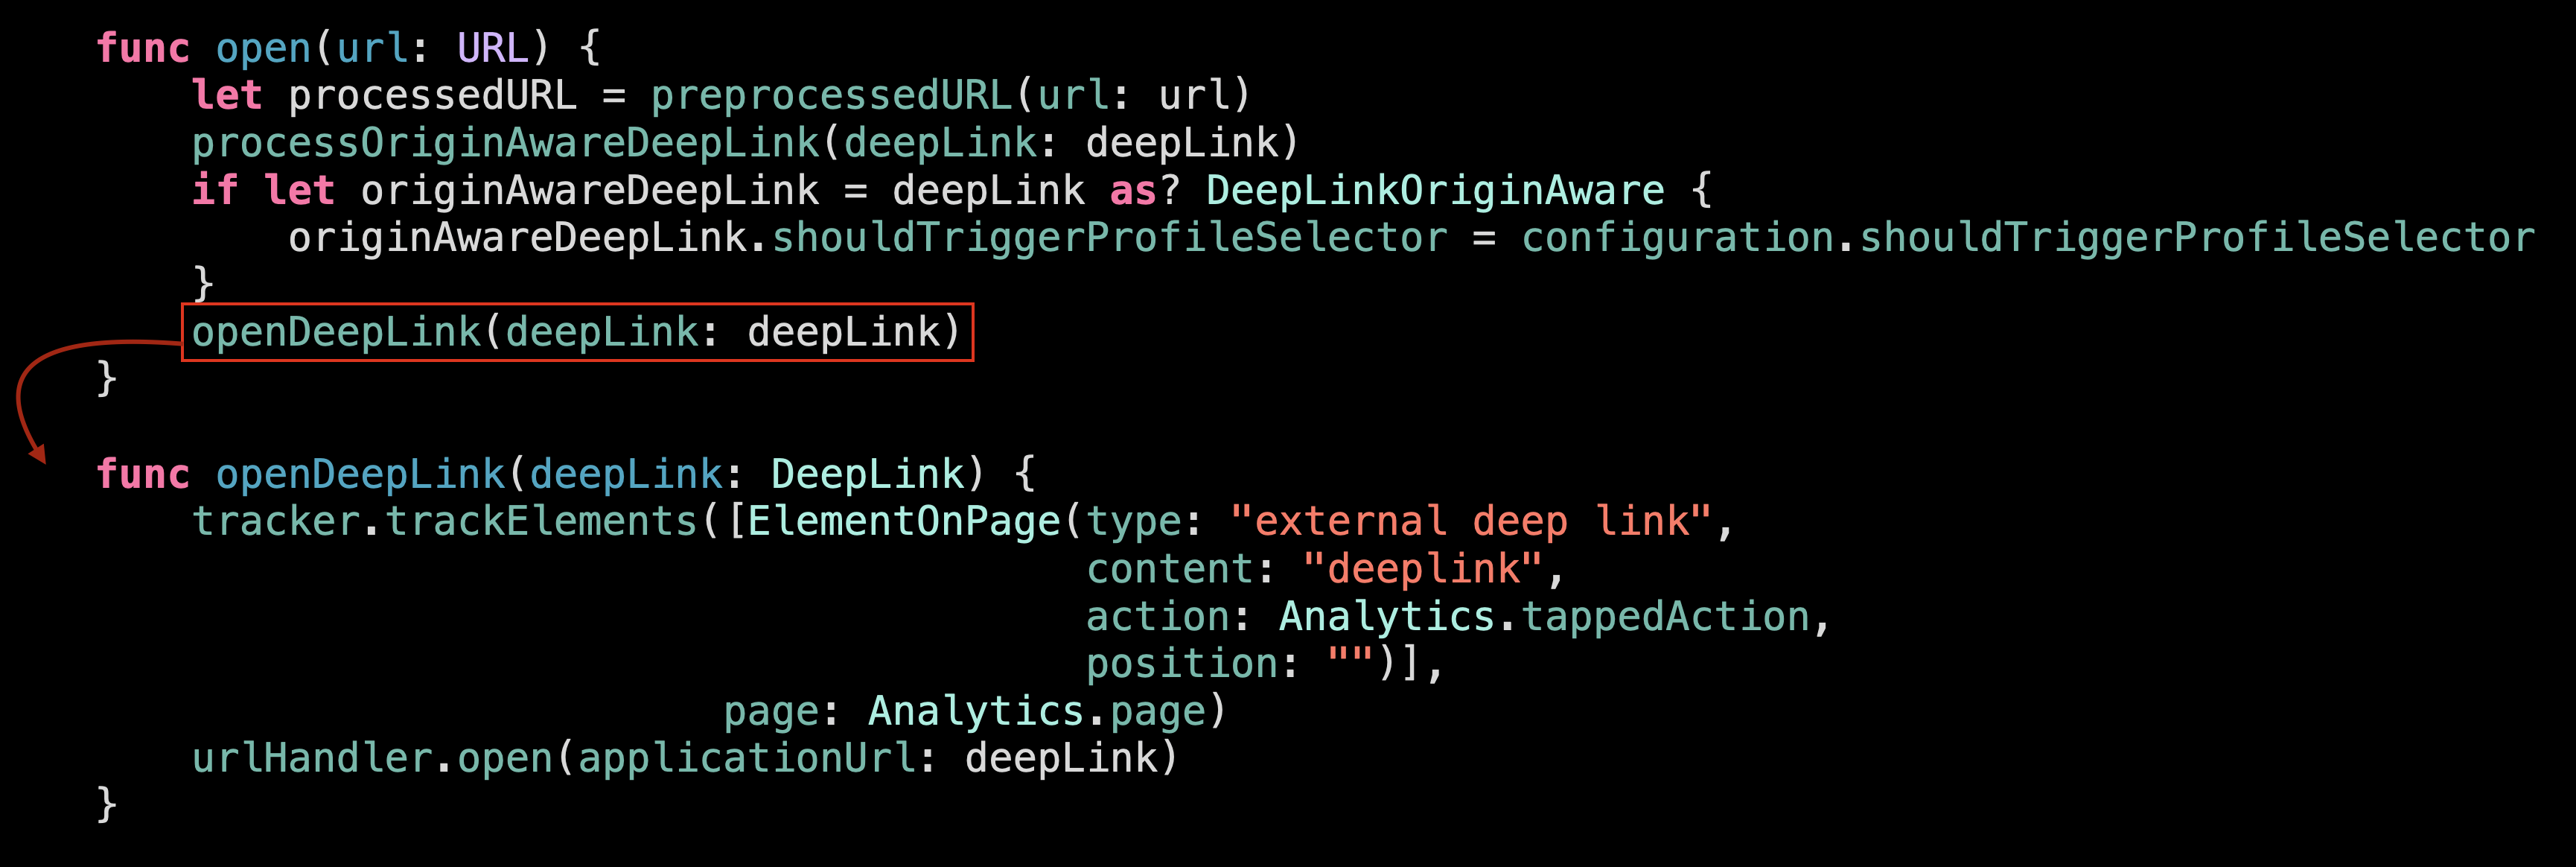 func open(url: URL) {
    let processedURL = preprocessedURL(url: url)
    processOriginAwareDeepLink(deepLink: deepLink)
    if let originAwareDeepLink = deepLink as? DeepLinkOriginAware {
        originAwareDeepLink.shouldTriggerProfileSelector = configuration.shouldTriggerProfileSelector
    }
    openDeepLink(deepLink: deepLink)
}
func openDeepLink(deepLink: DeepLink) {
    tracker.trackElements([ElementOnPage(type: "external deep link",
                                         content: "deeplink",
                                         action: Analytics.tappedAction,
                                         position: "")],
                          page: Analytics.page)
    urlHandler.open(applicationUrl: deepLink)
}